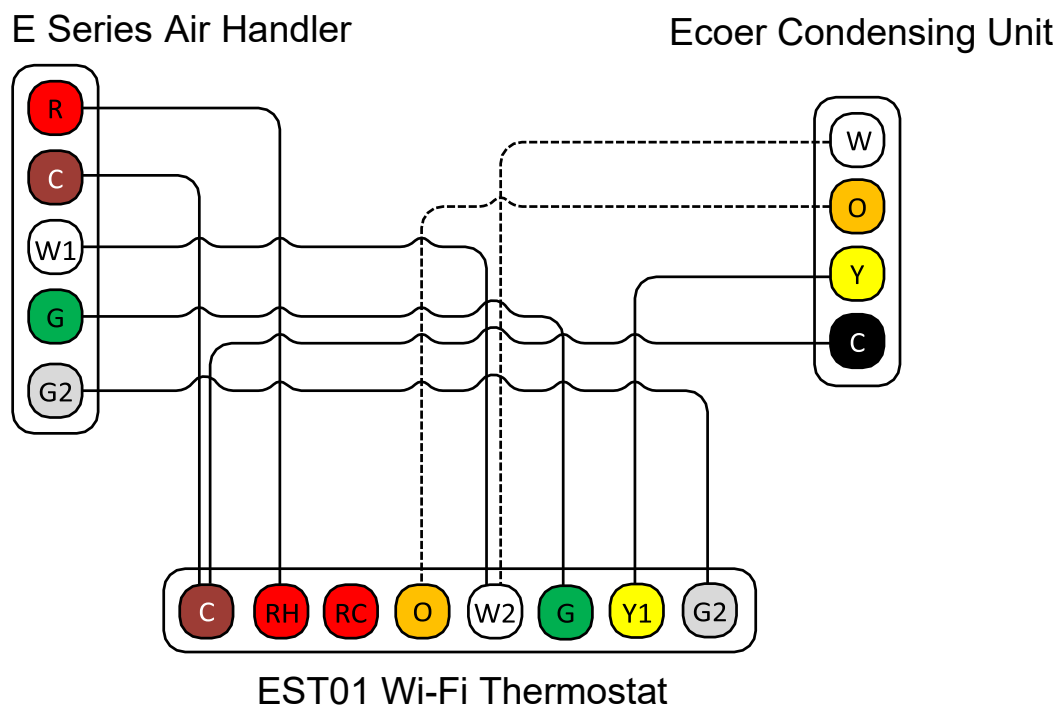 E Series Air Handler
Ecoer Condensing Unit
R
C
W1
G
G2
W
O
Y
C
C RH RC O W2 G Y1 G2
EST01 Wi-Fi Thermostat